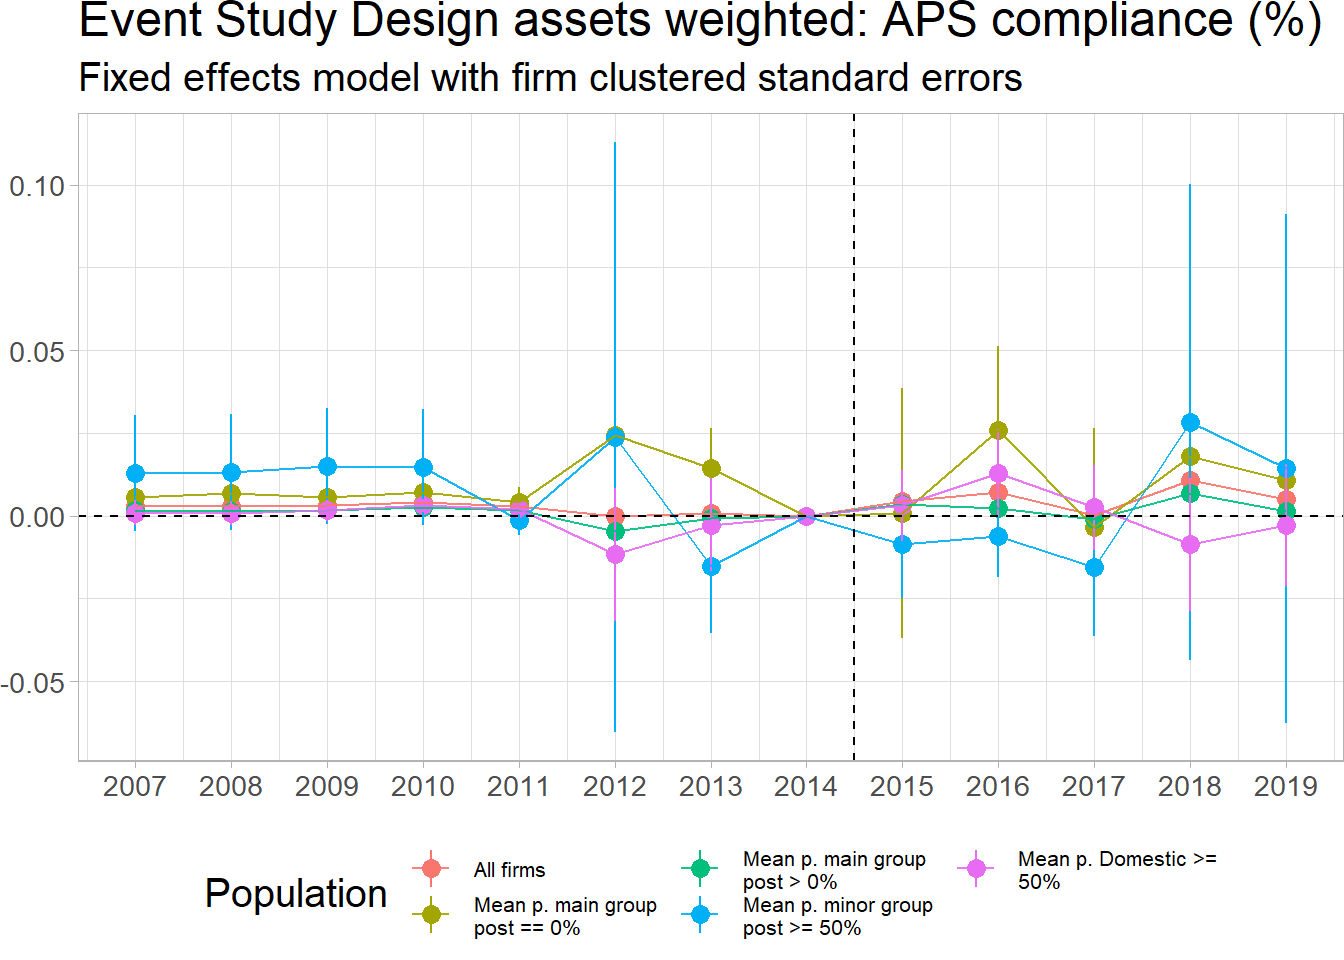 Event Study Design assets weighted: APS compliance (%)
Fixed effects model with firm clustered standard errors
0.10
0.05
0.00
-0.05
2007 2008 2009 2010 2011 2012 2013 2014 2015 2016 2017 2018 2019
Population
All firms
Mean p. main group
post == 0%
Mean p. main group
post > 0%
Mean p. minor group
post >= 50%
Mean p. Domestic >=
50%